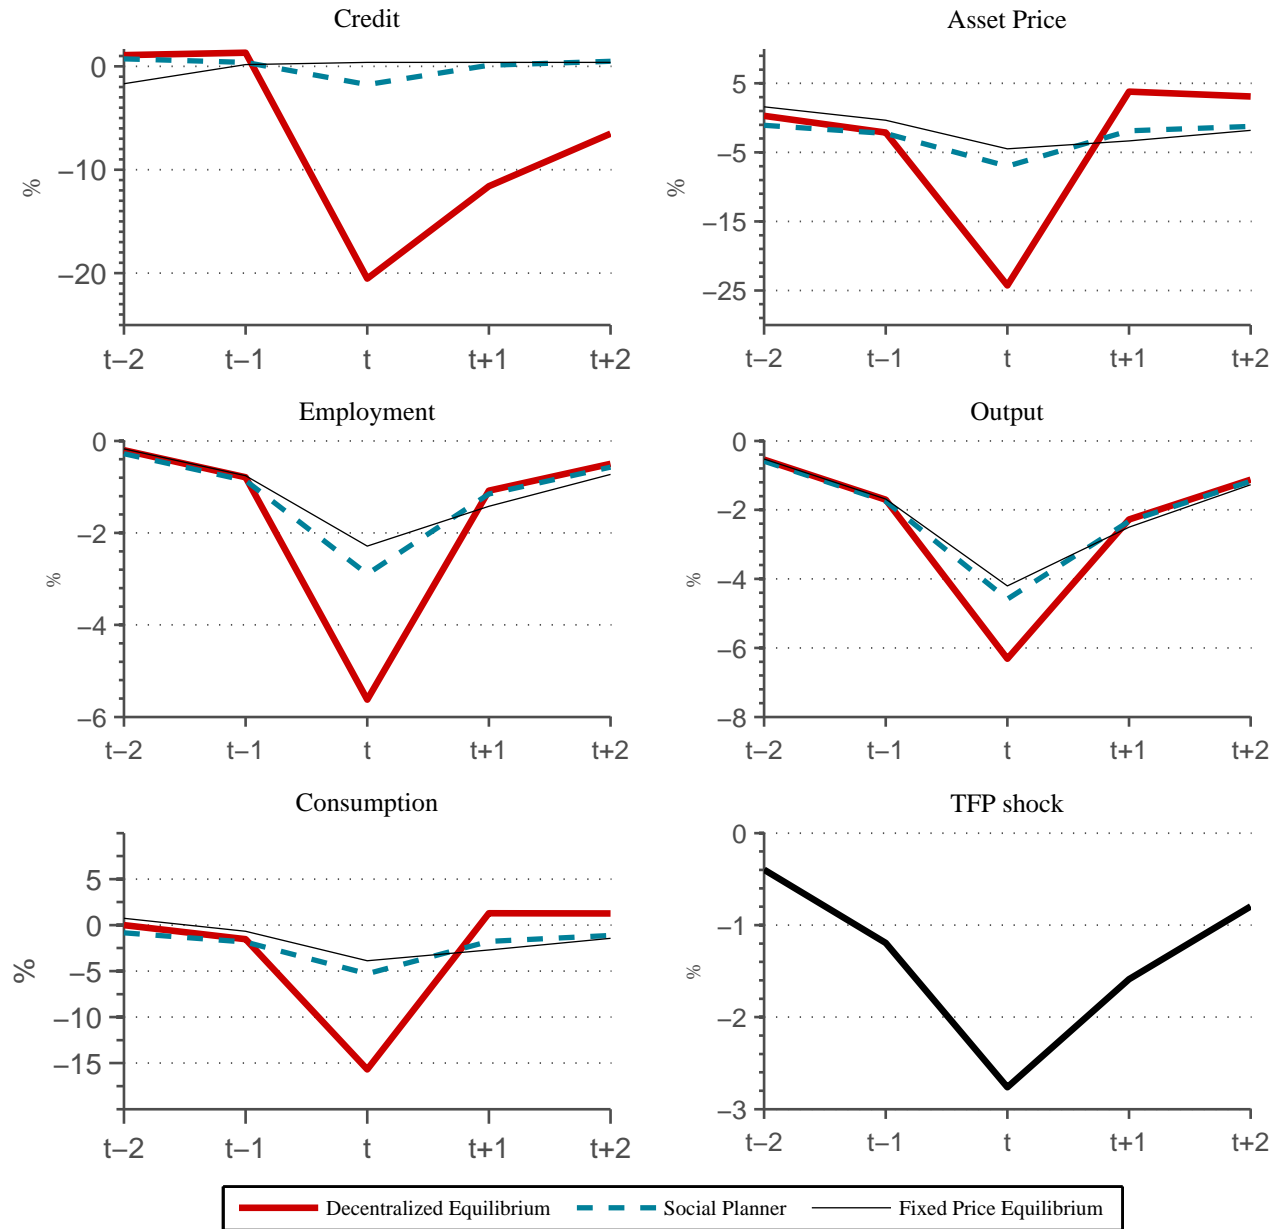 Credit
0
−10
−20
%
t−2 t−1 t t+1 t+2
Asset Price
5
−5
−15
−25
%
t−2 t−1 t t+1 t+2
Employment
0
−2
−4
−6
%
t−2 t−1 t t+1 t+2
Output
0
−2
−4
−6
−8
%
t−2 t−1 t t+1 t+2
Consumption
5
0
−5
−10
−15
%
t−2 t−1 t t+1 t+2
TFP shock
0
−1
−2
−3
%
t−2 t−1 t t+1 t+2
Decentralized Equilibrium Social Planner Fixed Price Equilibrium